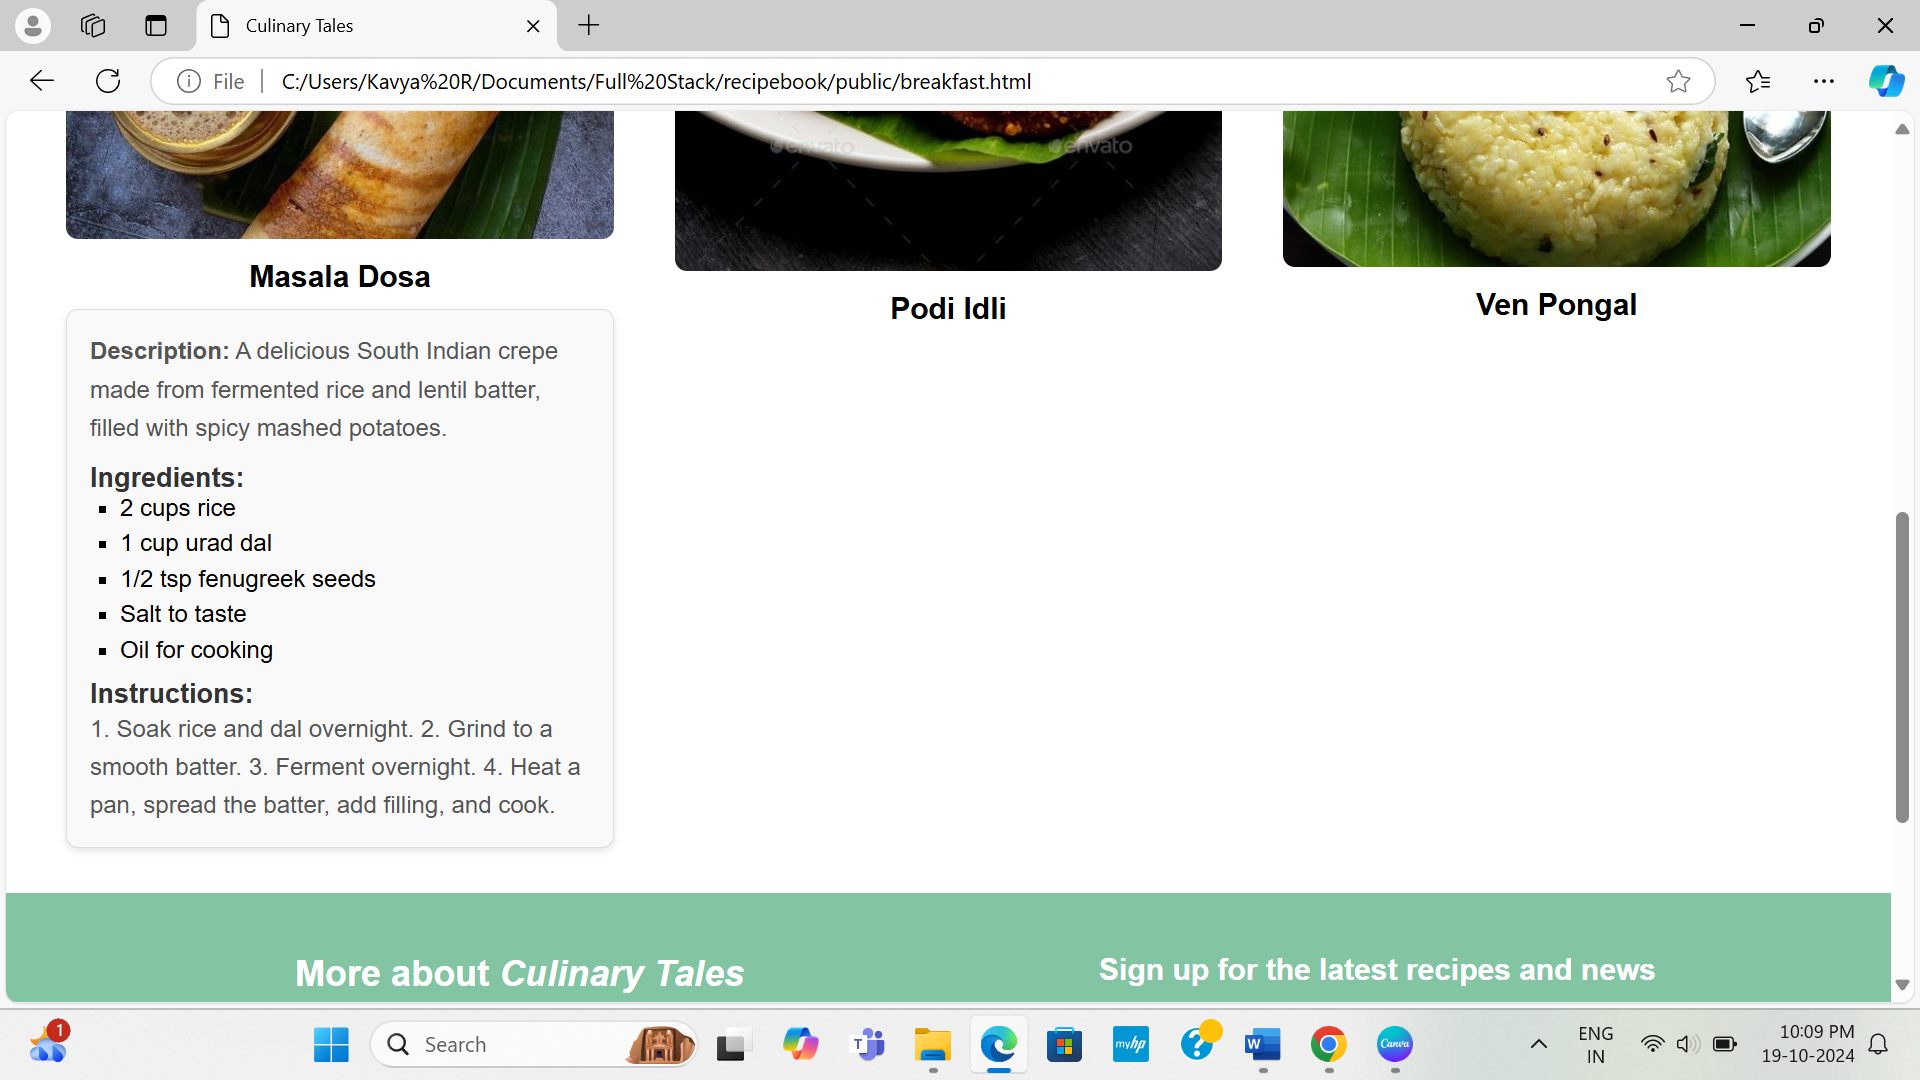 Culinary Tales
File
C:/Users/Kavya%20R/Documents/Full%20Stack/recipebook/public/breakfast.html
envato
envato
Masala Dosa
Description: A delicious South Indian crepe
made from fermented rice and lentil batter,
filled with spicy mashed potatoes.
Ingredients:
2 cups rice
1 cup urad dal
1/2 tsp fenugreek seeds
Salt to taste
Oil for cooking
Instructions:
1. Soak rice and dal overnight. 2. Grind to a
smooth batter. 3. Ferment overnight. 4. Heat a
pan, spread the batter, add filling, and cook.
Podi Idli
Ven Pongal
More about Culinary Tales
Sign up for the latest recipes and news
1
Search
T
myhp
?
W
Canva
ENG
IN
10:09 PM
19-10-2024